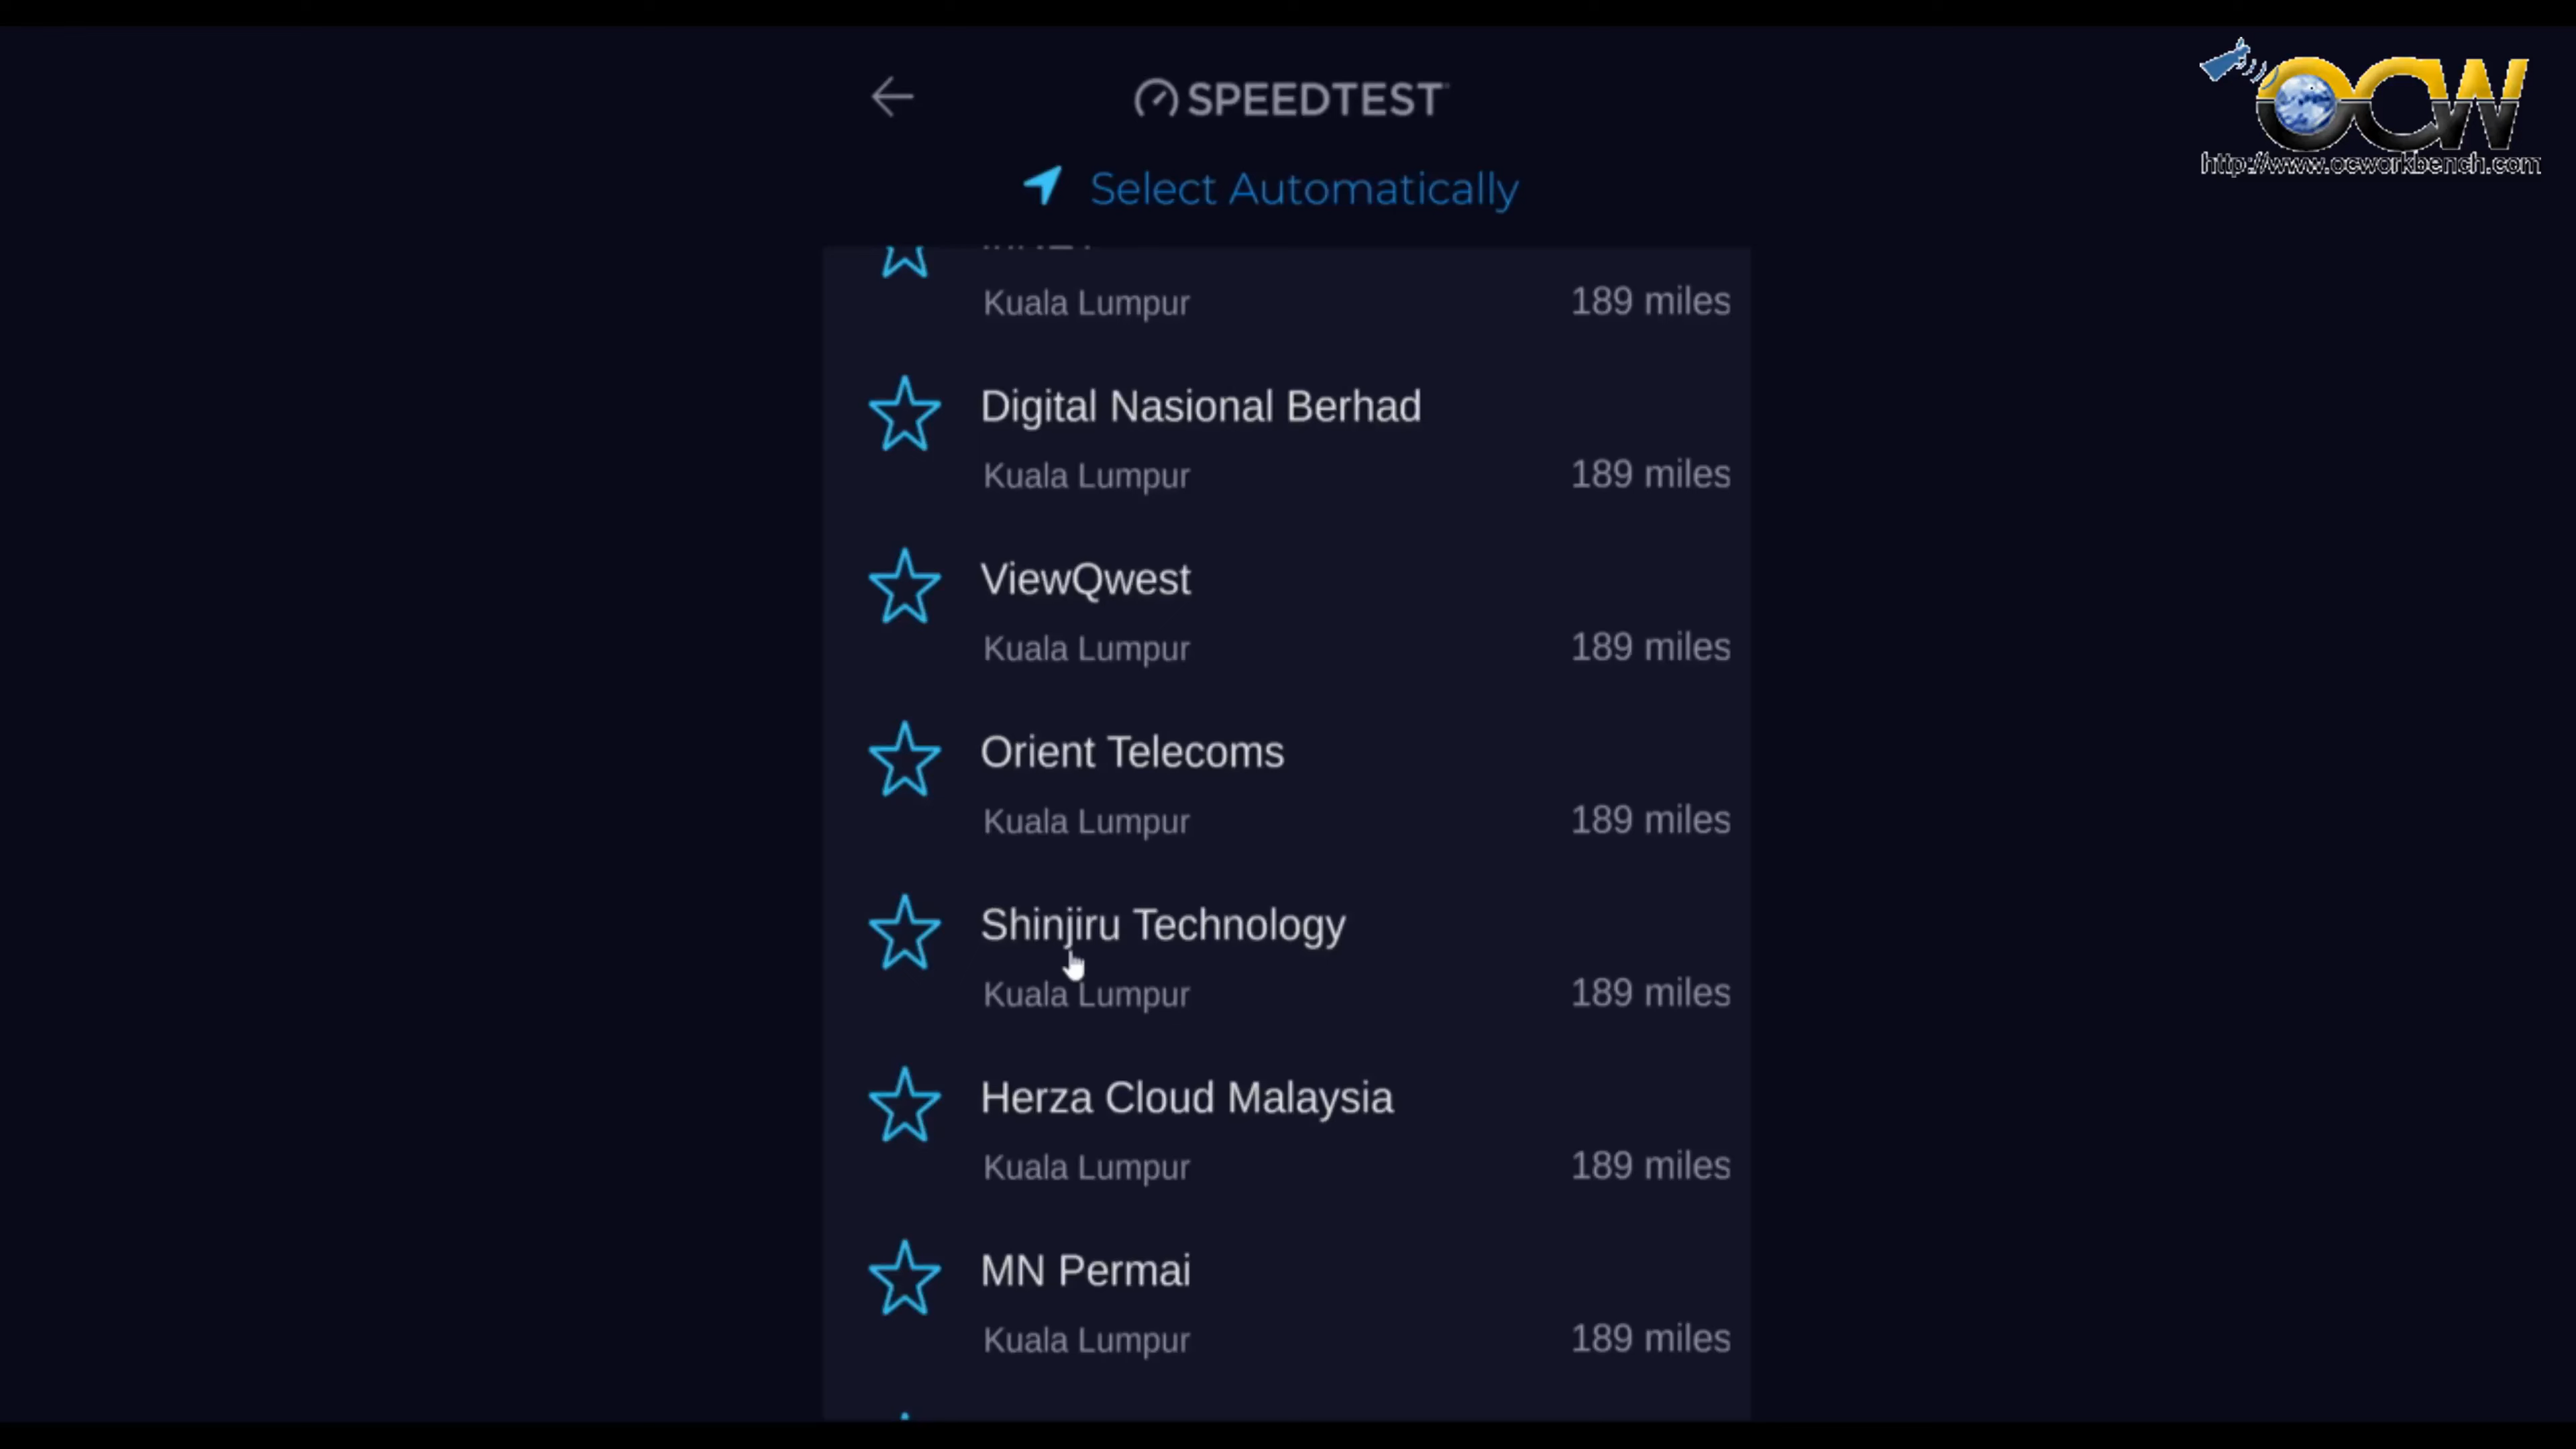 SPEEDTEST
OCW
http://www.ocworkbench.com
Select Automatically
Kuala Lumpur 189 miles
Digital Nasional Berhad
Kuala Lumpur 189 miles
ViewQwest
Kuala Lumpur 189 miles
Orient Telecoms
Kuala Lumpur 189 miles
Shinjiru Technology
Kuala Lumpur 189 miles
Herza Cloud Malaysia
Kuala Lumpur 189 miles
MN Permai
Kuala Lumpur 189 miles